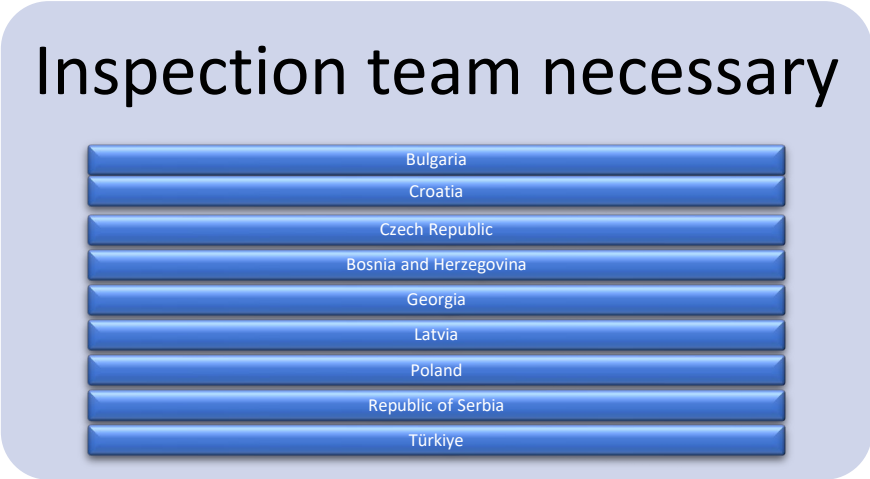 Inspection team necessary
Bulgaria
Croatia
Czech Republic
Bosnia and Herzegovina
Georgia
Latvia
Poland
Republic of Serbia
Türkiye